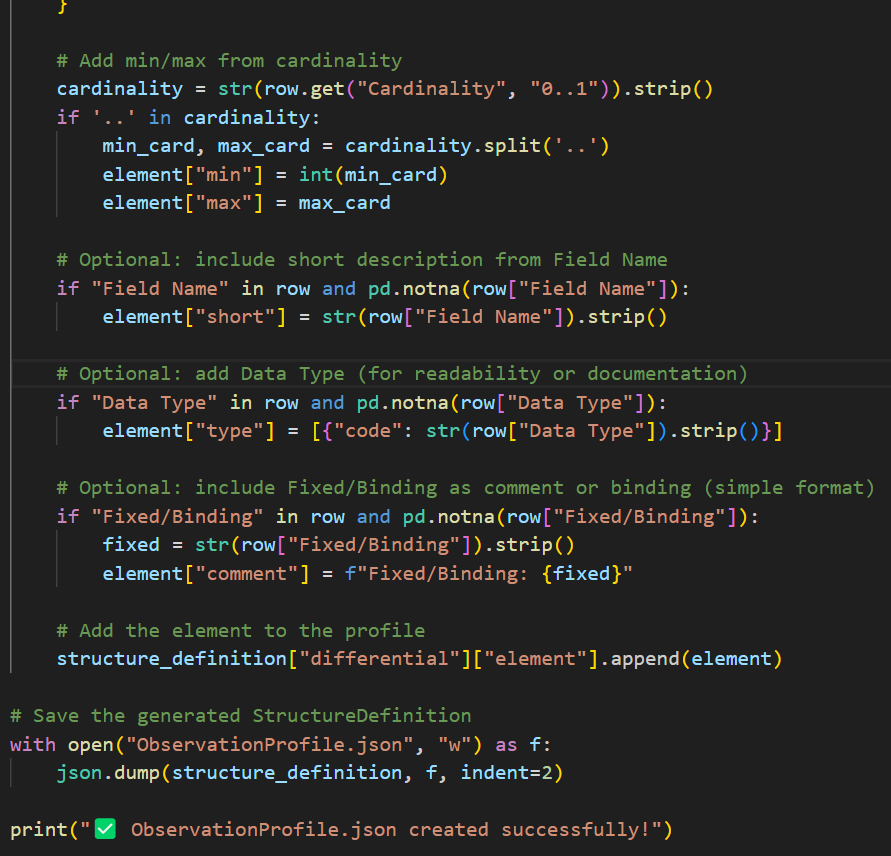 }
# Add min/max from cardinality
cardinality = str(row.get("Cardinality", "0..1")).strip()
if '..' in cardinality:
min_card, max_card = cardinality.split('..')
element["min"] = int(min_card)
element["max"] = max_card
# Optional: include short description from Field Name
if "Field Name" in row and pd.notna(row["Field Name"]):
element["short"] = str(row["Field Name"]).strip()
# Optional: add Data Type (for readability or documentation)
if "Data Type" in row and pd.notna(row["Data Type"]):
element["type"] = [{"code": str(row["Data Type"]).strip()}]
# Optional: include Fixed/Binding as comment or binding (simple format)
if "Fixed/Binding" in row and pd.notna(row["Fixed/Binding"]):
fixed = str(row["Fixed/Binding"]).strip()
element["comment"] = f"Fixed/Binding: {fixed}"
# Add the element to the profile
structure_definition["differential"]["element"].append(element)
# Save the generated StructureDefinition
with open("ObservationProfile.json", "w") as f:
json.dump(structure_definition, f, indent=2)
print("✅ ObservationProfile.json created successfully!")